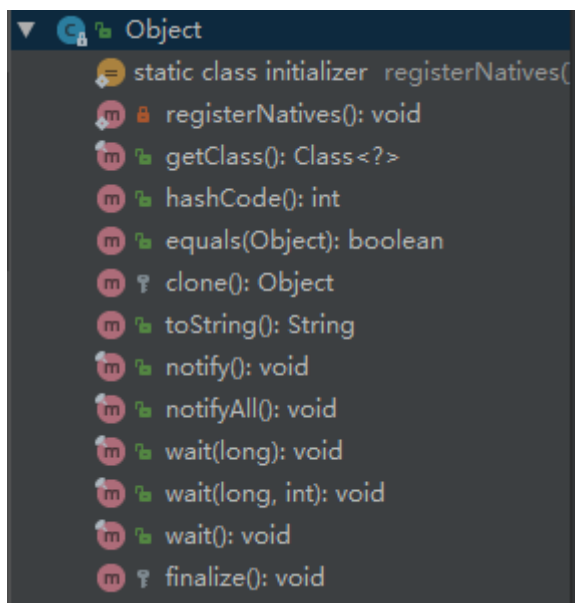 Object
static class initializer registerNatives(
registerNatives(): void
getClass(): Class<?>
hashCode(): int
equals(Object): boolean
clone(): Object
toString(): String
notify(): void
notifyAll(): void
wait(long): void
wait(long, int): void
wait(): void
finalize(): void